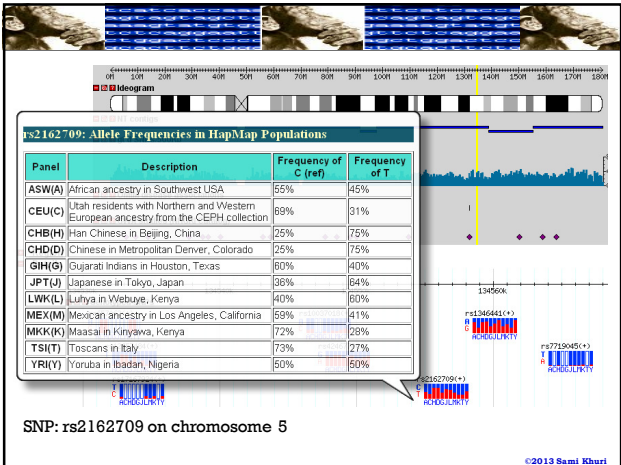 0M 10M 20M 30M 40M 50M 60M 70M 80M 90M 100M 110M 120M 130M 140M 150M 160M 170M 180M
Ideogram
NT contigs
rs2162709: Allele Frequencies in HapMap Populations
Panel Description Frequency of C (ref) Frequency of T
ASW(A) African ancestry in Southwest USA 55% 45%
CEU(C) Utah residents with Northern and Western European ancestry from the CEPH collection 69% 31%
CHB(H) Han Chinese in Beijing, China 25% 75%
CHD(D) Chinese in Metropolitan Denver, Colorado 25% 75%
GIH(G) Gujarati Indians in Houston, Texas 60% 40%
JPT(J) Japanese in Tokyo, Japan 36% 64%
LWK(L) Luhya in Webuye, Kenya 40% 60%
MEX(M) Mexican ancestry in Los Angeles, California 59% 41%
MKK(K) Maasai in Kinyawa, Kenya 72% 28%
TSI(T) Toscans in Italy 73% 27%
YRI(Y) Yoruba in Ibadan, Nigeria 50% 50%
134560k
rs1346441(+)
A
G
ACHDGJLMKTY
rs7719045(+)
T
A
ACHDGJLMKTY
rs2162709(+)
C
T
ACHDGJLMKTY
T
C
ACHDGJLMKTY
SNP: rs2162709 on chromosome 5
©2013 Sami Khuri